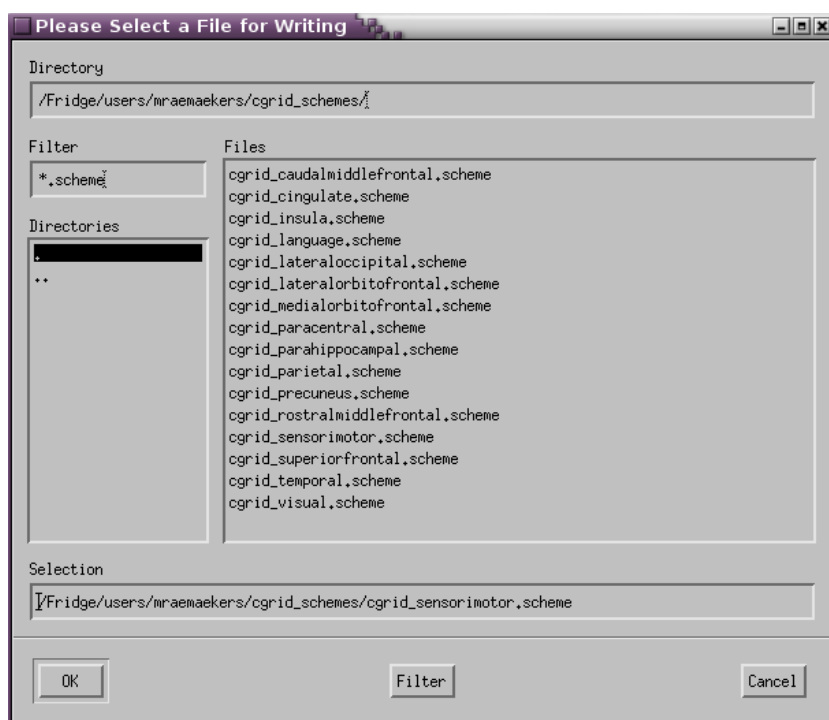 Please Select a File for Writing
Directory
/Fridge/users/mraemaekers/cgrid_schemes/
Filter
*.scheme
Directories
.
..
Files
cgrid_caudalmiddlefrontal.scheme
cgrid_cingulate.scheme
cgrid_insula.scheme
cgrid_language.scheme
cgrid_lateraloccipital.scheme
cgrid_lateralorbitofrontal.scheme
cgrid_medialorbitofrontal.scheme
cgrid_paracentral.scheme
cgrid_parahippocampal.scheme
cgrid_parietal.scheme
cgrid_precuneus.scheme
cgrid_rostralmiddlefrontal.scheme
cgrid_sensorimotor.scheme
cgrid_superiorfrontal.scheme
cgrid_temporal.scheme
cgrid_visual.scheme
Selection
/Fridge/users/mraemaekers/cgrid_schemes/cgrid_sensorimotor.scheme
OK
Filter
Cancel